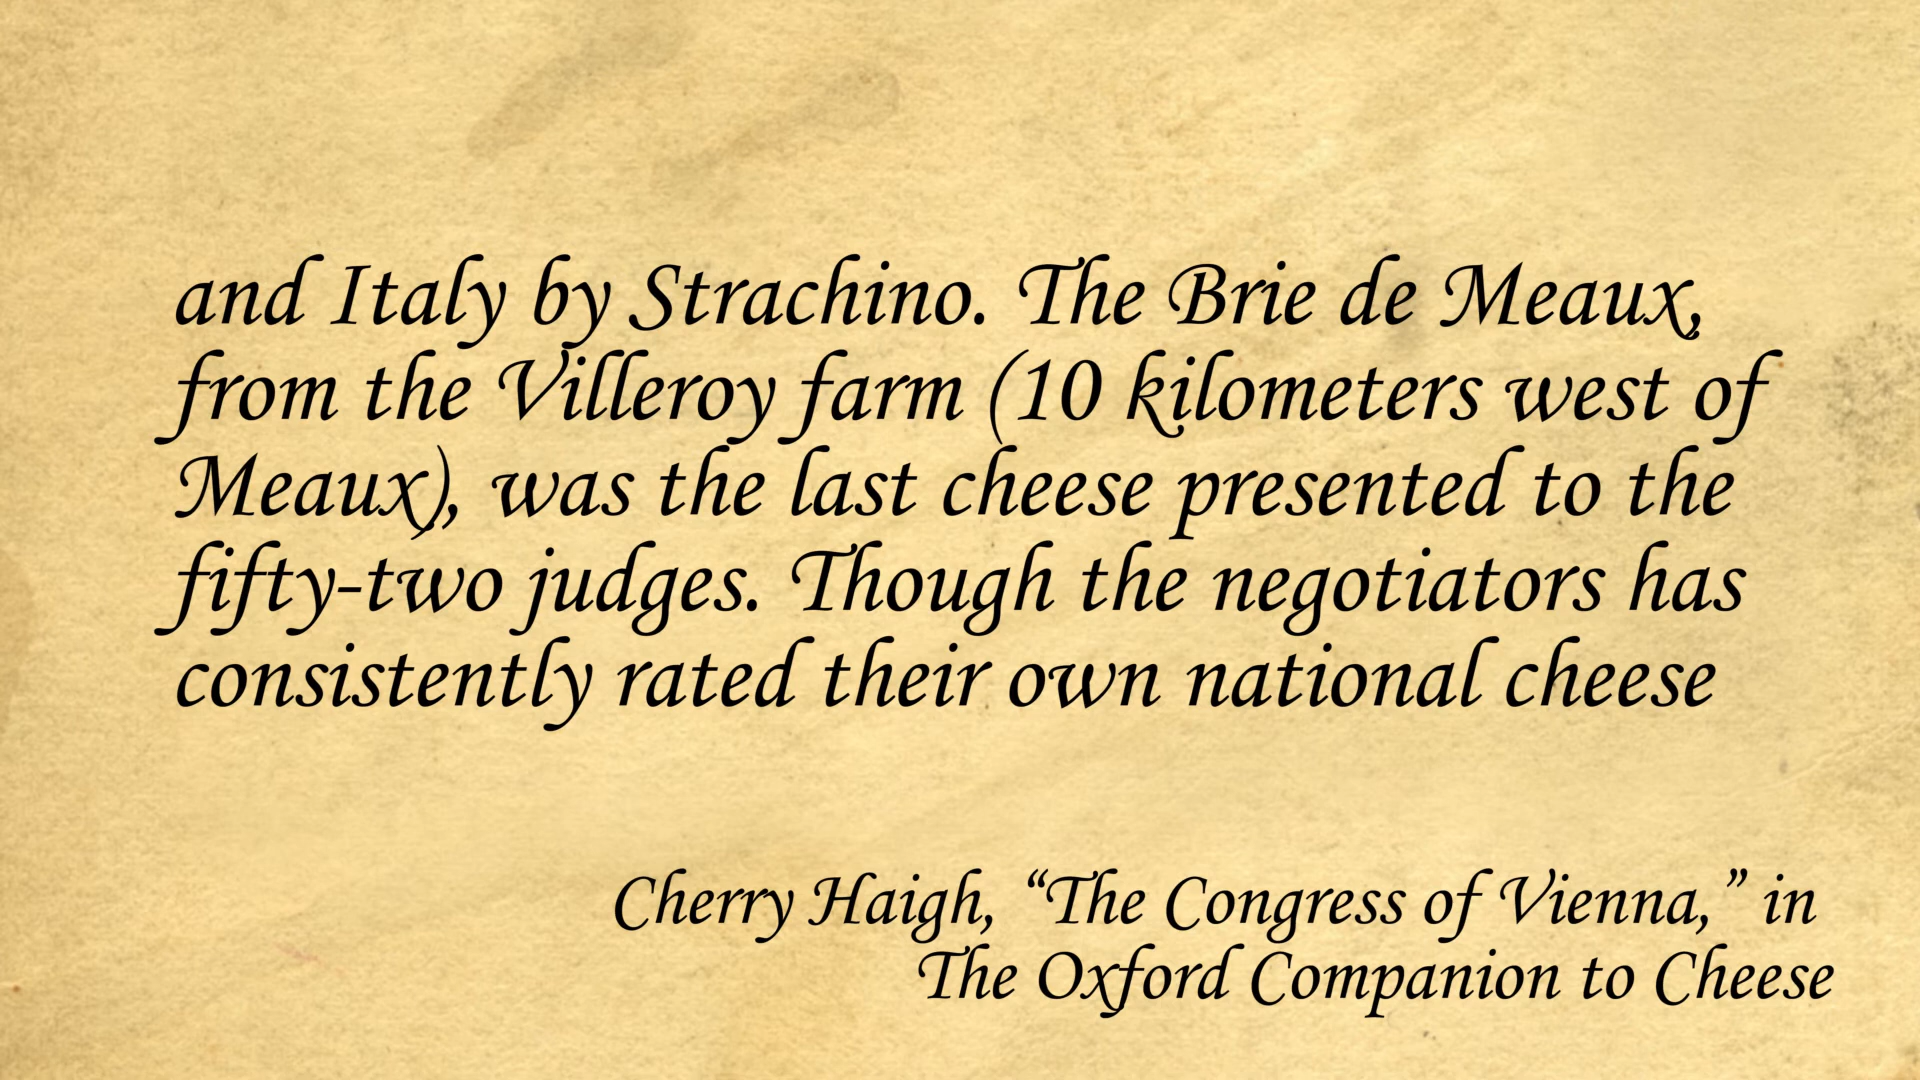 and Italy by Strachino. The Brie de Meaux,
from the Villeroy farm (10 kilometers west of
Meaux), was the last cheese presented to the
fifty-two judges. Though the negotiators has
consistently rated their own national cheese
Cherry Haigh, “The Congress of Vienna,” in
The Oxford Companion to Cheese